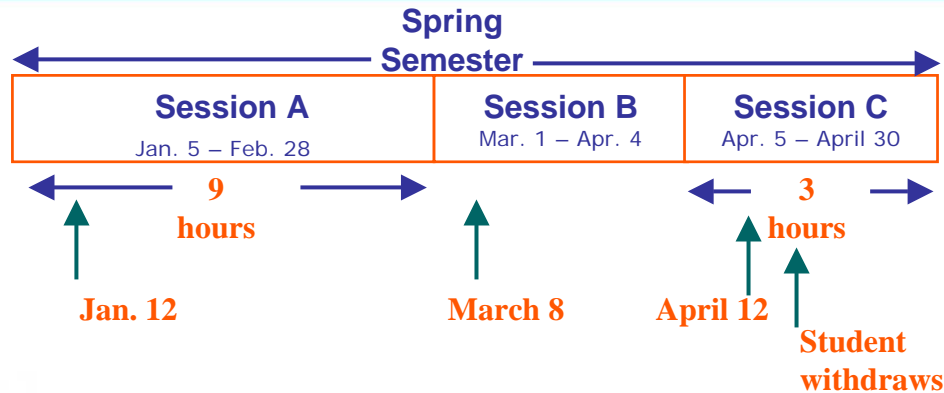 Spring
Semester
Session A
Jan. 5 – Feb. 28
Session B
Mar. 1 – Apr. 4
Session C
Apr. 5 – April 30
9
hours
3
hours
Jan. 12
March 8
April 12
Student
withdraws